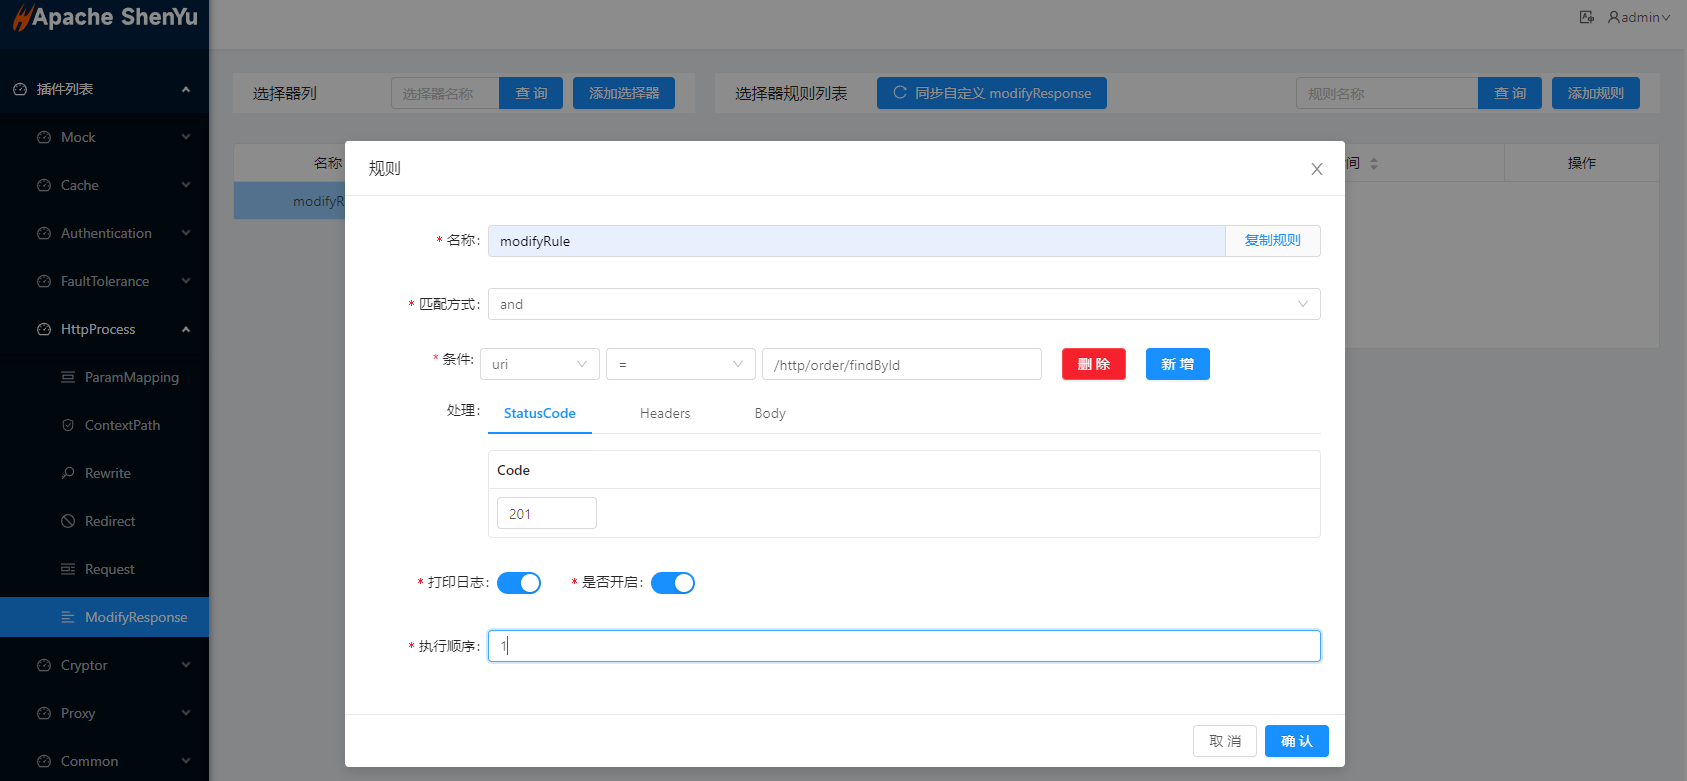 Apache ShenYu
admin
插件列表
Mock
Cache
Authentication
FaultTolerance
HttpProcess
ParamMapping
ContextPath
Rewrite
Redirect
Request
ModifyResponse
Cryptor
Proxy
Common
选择器列
选择器名称
查 询
添加选择器
选择器规则列表
同步自定义 modifyResponse
规则名称
查 询
添加规则
名称
间
操作
modifyR
规则
* 名称:
modifyRule
复制规则
* 匹配方式:
and
* 条件:
uri
=
/http/order/findById
删 除
新 增
处理:
StatusCode
Headers
Body
Code
201
* 打印日志:
* 是否开启:
* 执行顺序:
1
取 消
确 认